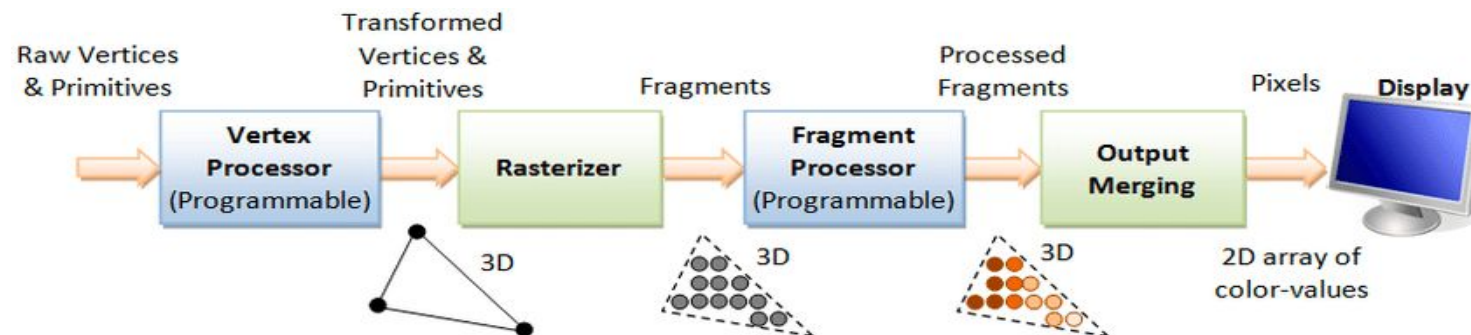 Raw Vertices
& Primitives
Vertex
Processor
(Programmable)
Transformed
Vertices &
Primitives
3D
Rasterizer
Fragments
3D
Fragment
Processor
(Programmable)
Processed
Fragments
3D
Output
Merging
Pixels
2D array of
color-values
Display